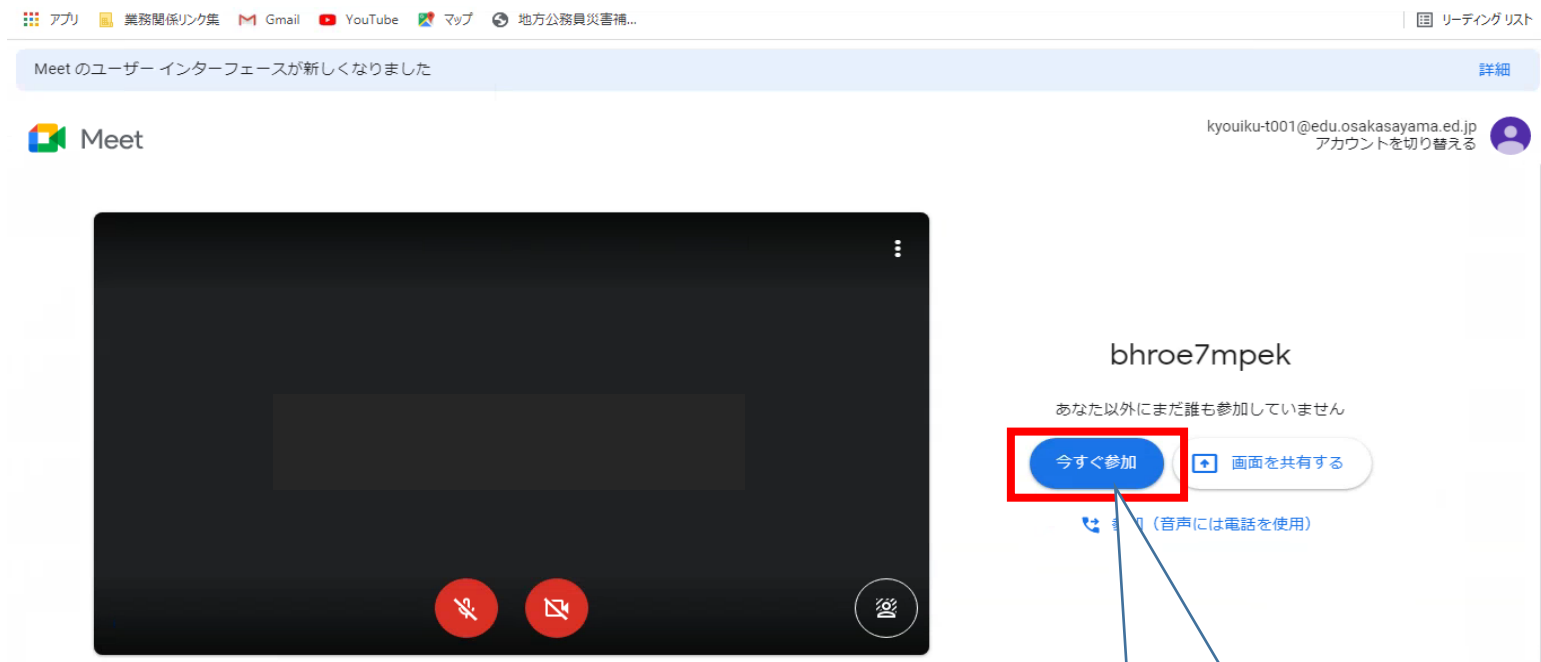 アプリ 業務関係リンク集 Gmail YouTube マップ 地方公務員災害補... リーディング リスト
Meet のユーザー インターフェースが新しくなりました 詳細
Meet
kyouiku-t001@edu.osakasayama.ed.jp
アカウントを切り替える
bhroe7mpek
あなた以外にまだ誰も参加していません
今すぐ参加 画面を共有する
(音声には電話を使用)